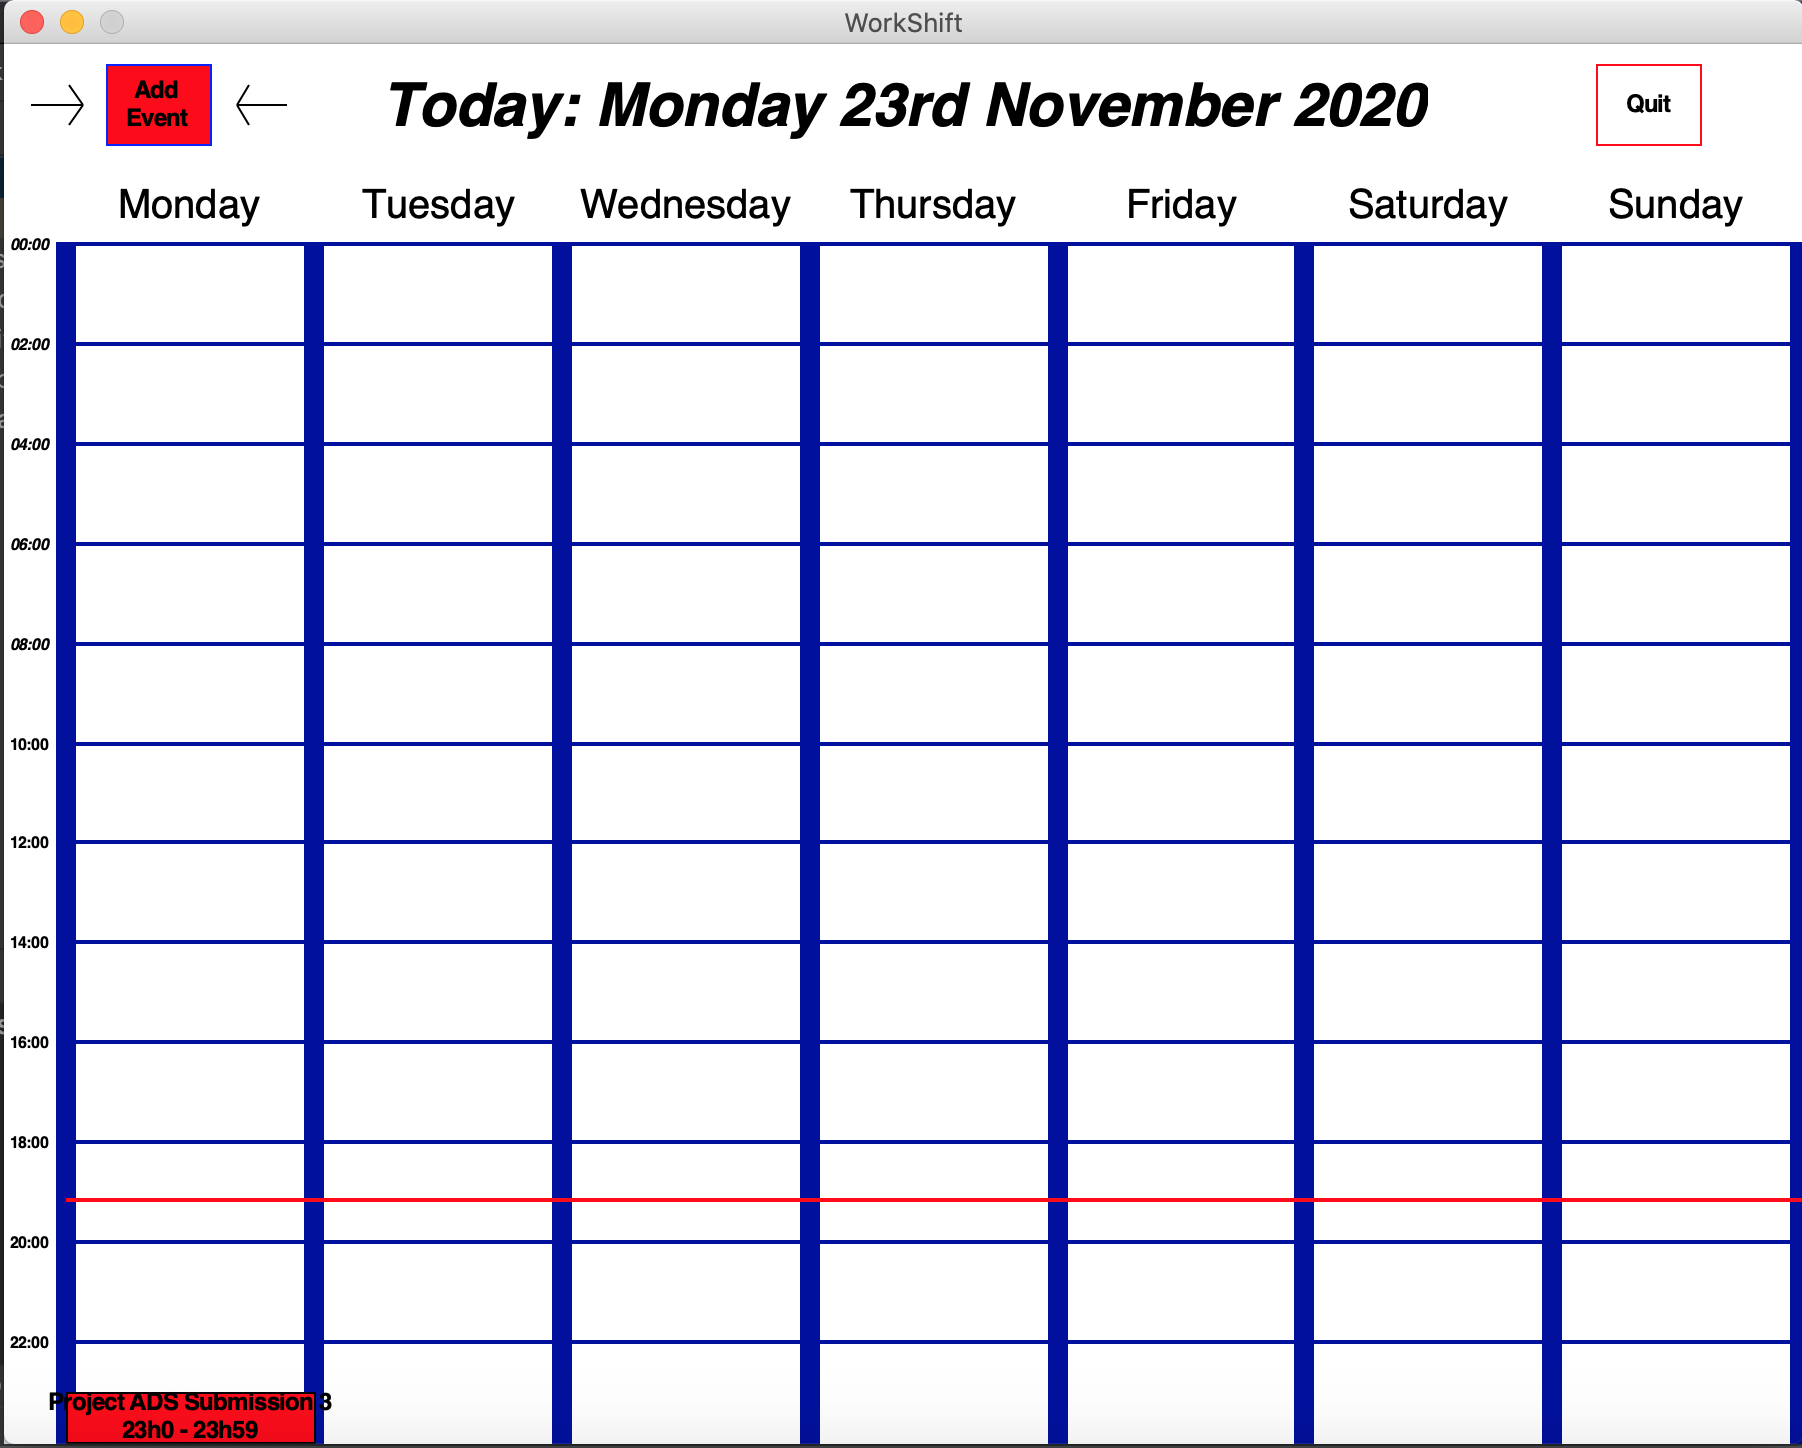 WorkShift
Add
Event
Today: Monday 23rd November 2020
Quit
Monday Tuesday Wednesday Thursday Friday Saturday Sunday
00:00
02:00
04:00
06:00
08:00
10:00
12:00
14:00
16:00
18:00
20:00
22:00
Project ADS Submission 3
23h0 - 23h59